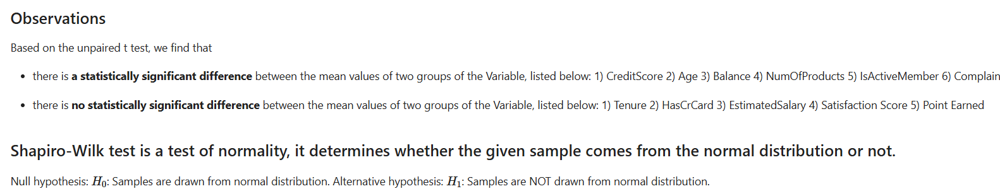 Observations
Based on the unpaired t test, we find that
• there is a statistically significant difference between the mean values of two groups of the Variable, listed below: 1) CreditScore 2) Age 3) Balance 4) NumOfProducts 5) IsActiveMember 6) Complain
• there is no statistically significant difference between the mean values of two groups of the Variable, listed below: 1) Tenure 2) HasCrCard 3) EstimatedSalary 4) Satisfaction Score 5) Point Earned
Shapiro-Wilk test is a test of normality, it determines whether the given sample comes from the normal distribution or not.
Null hypothesis: H₀: Samples are drawn from normal distribution. Alternative hypothesis: H₁: Samples are NOT drawn from normal distribution.